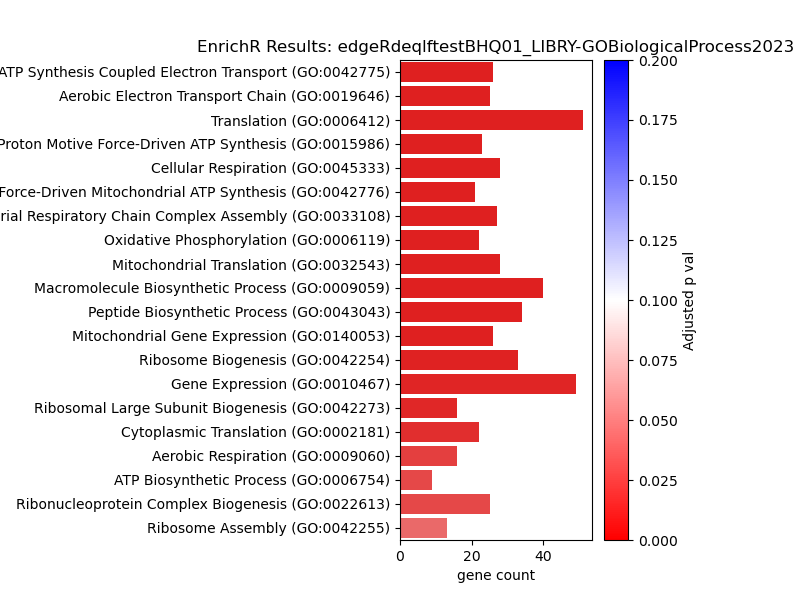 EnrichR Results: edgeRdeqlftestBHQ01_LIBRY-GOBiologicalProcess2023
ATP Synthesis Coupled Electron Transport (GO:0042775)
Aerobic Electron Transport Chain (GO:0019646)
Translation (GO:0006412)
Proton Motive Force-Driven ATP Synthesis (GO:0015986)
Cellular Respiration (GO:0045333)
Force-Driven Mitochondrial ATP Synthesis (GO:0042776)
Respiratory Chain Complex Assembly (GO:0033108)
Oxidative Phosphorylation (GO:0006119)
Mitochondrial Translation (GO:0032543)
Macromolecule Biosynthetic Process (GO:0009059)
Peptide Biosynthetic Process (GO:0043043)
Mitochondrial Gene Expression (GO:0140053)
Ribosome Biogenesis (GO:0042254)
Gene Expression (GO:0010467)
Ribosomal Large Subunit Biogenesis (GO:0042273)
Cytoplasmic Translation (GO:0002181)
Aerobic Respiration (GO:0009060)
ATP Biosynthetic Process (GO:0006754)
Ribonucleoprotein Complex Biogenesis (GO:0022613)
Ribosome Assembly (GO:0042255)
0 20 40
gene count
0.200
0.175
0.150
0.125
0.100
0.075
0.050
0.025
0.000
Adjusted p val